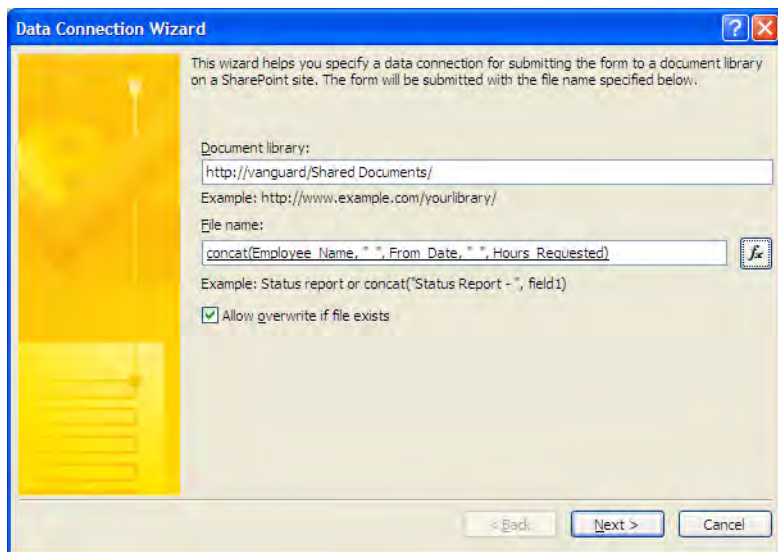 Data Connection Wizard
This wizard helps you specify a data connection for submitting the form to a document library
on a SharePoint site. The form will be submitted with the file name specified below.
Document library:
http://vanguard/Shared Documents/
Example: http://www.example.com/yourlibrary/
File name:
concat(Employee_Name, "_", From_Date, "_", Hours_Requested)
fx
Example: Status report or concat("Status Report - ", field1)
Allow overwrite if file exists
< Back
Next >
Cancel